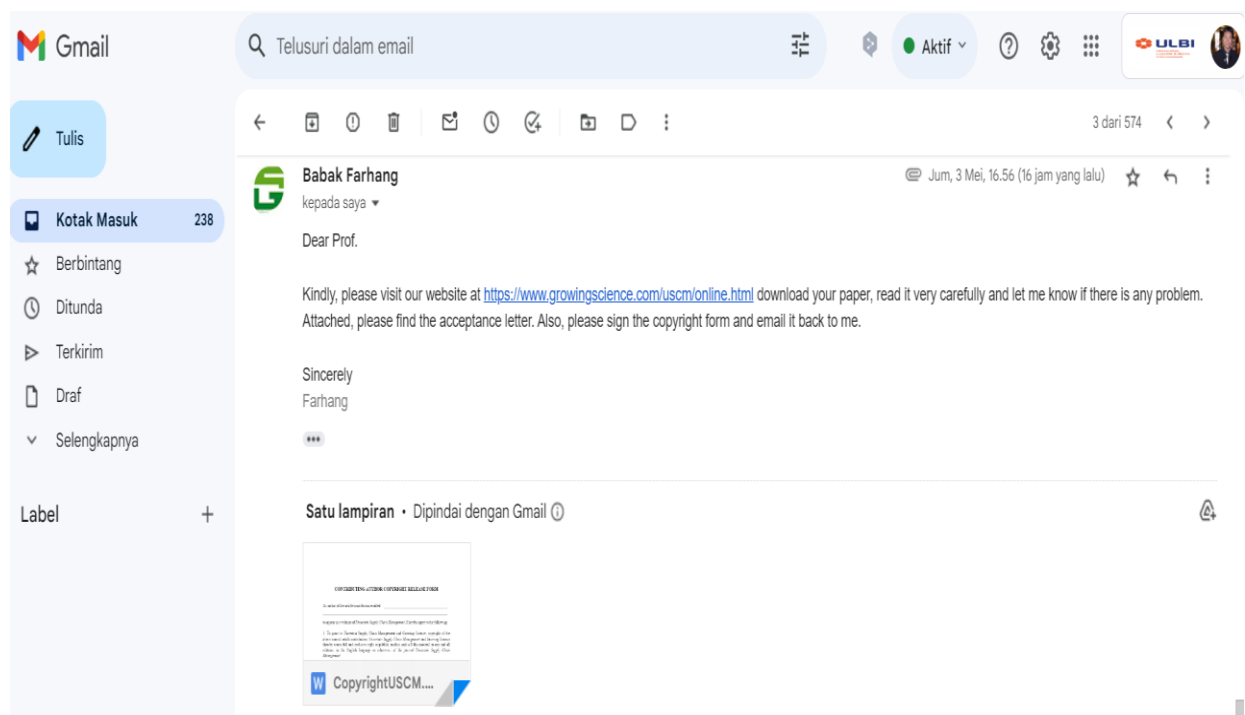 Gmail
Telusuri dalam email
Aktif
ULBI
Tulis
3 dari 574
Kotak Masuk 238
Berbintang
Ditunda
Terkirim
Draf
Selengkapnya
Label
Babak Farhang
Jum, 3 Mei, 16.56 (16 jam yang lalu)
kepada saya
Dear Prof.
Kindly, please visit our website at https://www.growingscience.com/uscm/online.html download your paper, read it very carefully and let me know if there is any problem.
Attached, please find the acceptance letter. Also, please sign the copyright form and email it back to me.
Sincerely
Farhang
Satu lampiran • Dipindai dengan Gmail
CONTRIBUTING AUTHOR COPYRIGHT RELEASE FORM
W CopyrightUSCM....